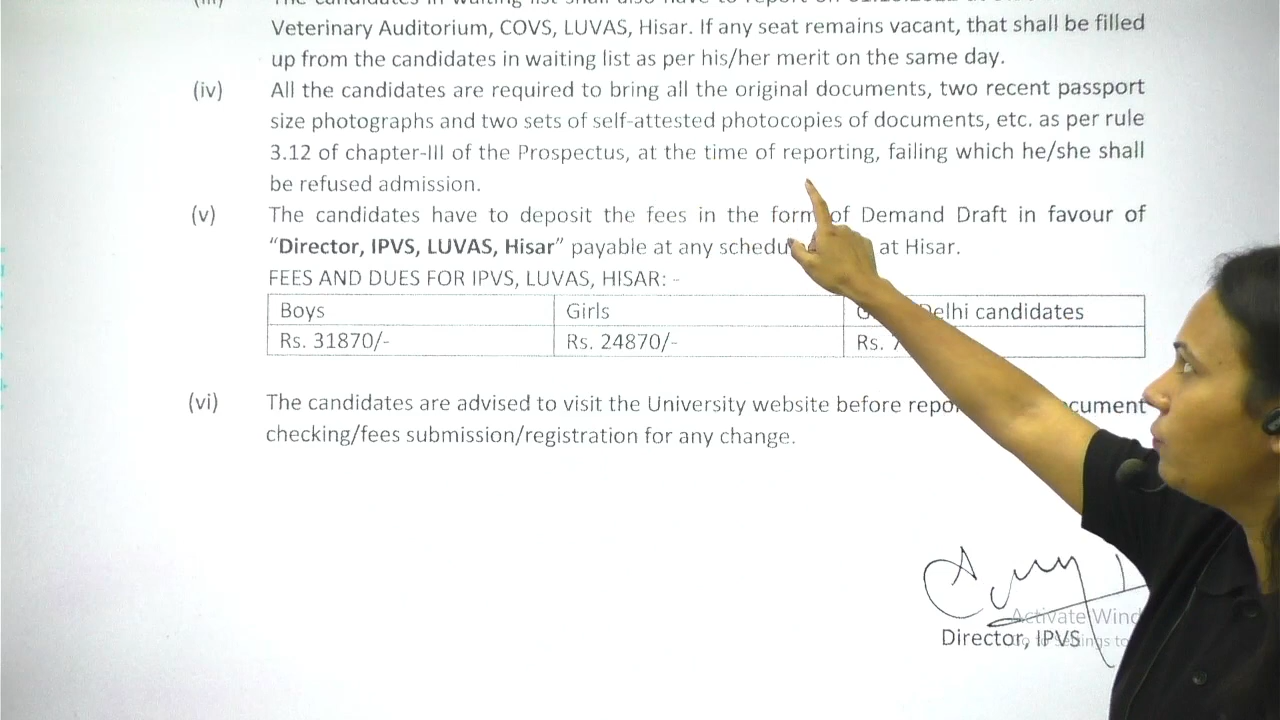 Veterinary Auditorium, COVS, LUVAS, Hisar. If any seat remains vacant, that shall be filled
up from the candidates in waiting list as per his/her merit on the same day.
(iv) All the candidates are required to bring all the original documents, two recent passport
size photographs and two sets of self-attested photocopies of documents, etc. as per rule
3.12 of chapter-III of the Prospectus, at the time of reporting, failing which he/she shall
be refused admission.
(v) The candidates have to deposit the fees in the form of Demand Draft in favour of
“Director, IPVS, LUVAS, Hisar” payable at any at Hisar.
FEES AND DUES FOR IPVS, LUVAS, HISAR: -
Boys Girls Delhi candidates
Rs. 31870/- Rs. 24870/- Rs.
(vi) The candidates are advised to visit the University website before
checking/fees submission/registration for any change.
Activate
Director, IPVS